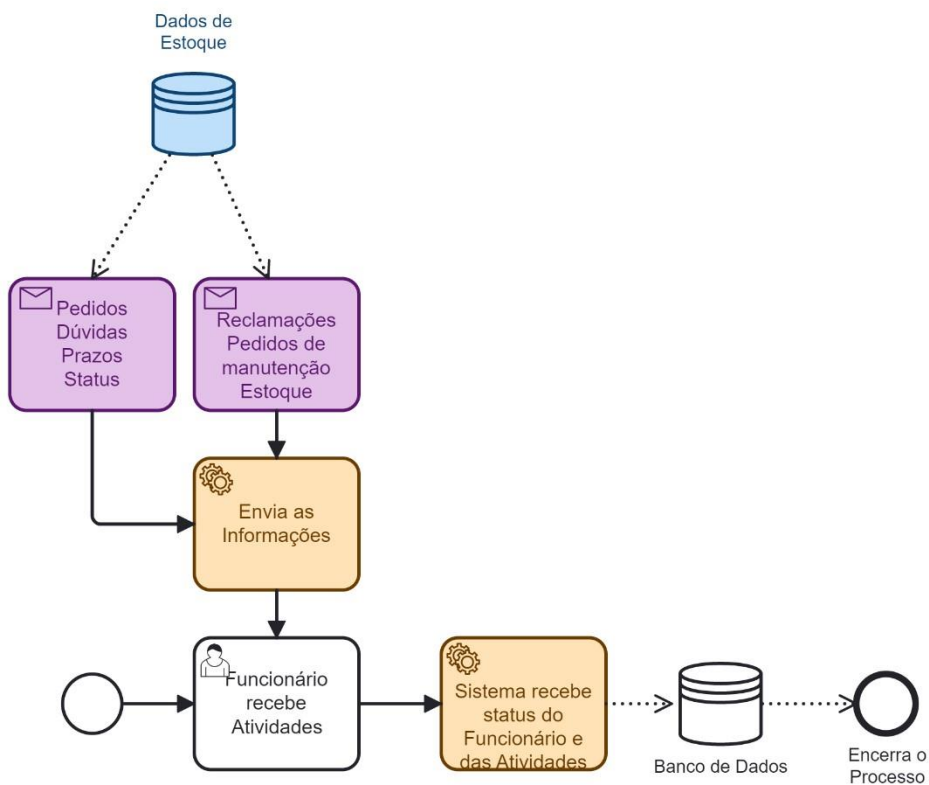 Dados de
Estoque
Pedidos
Dúvidas
Prazos
Status
Reclamações
Pedidos de
manutenção
Estoque
Envia as
Informações
Funcionário
recebe
Atividades
Sistema recebe
status do
Funcionário e
das Atividades
Banco de Dados
Encerra o
Processo